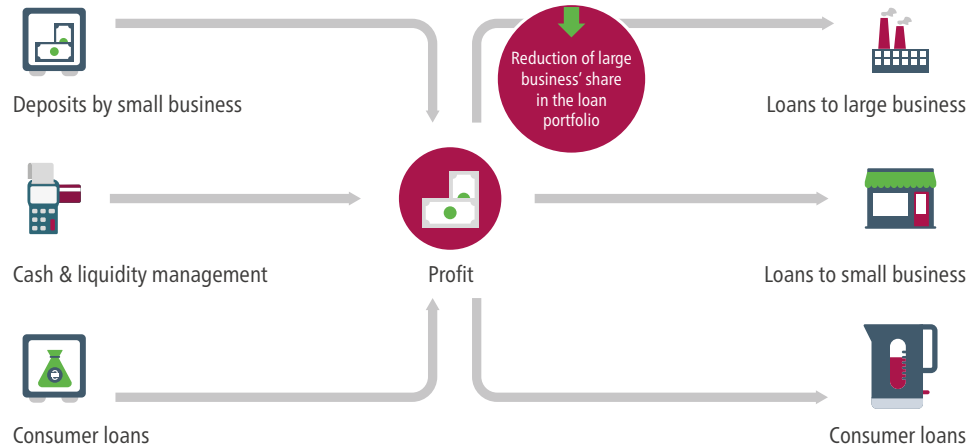 Reduction of large
business’ share
in the loan
portfolio
Deposits by small business
Loans to large business
Cash & liquidity management
Profit
Loans to small business
Consumer loans
Consumer loans